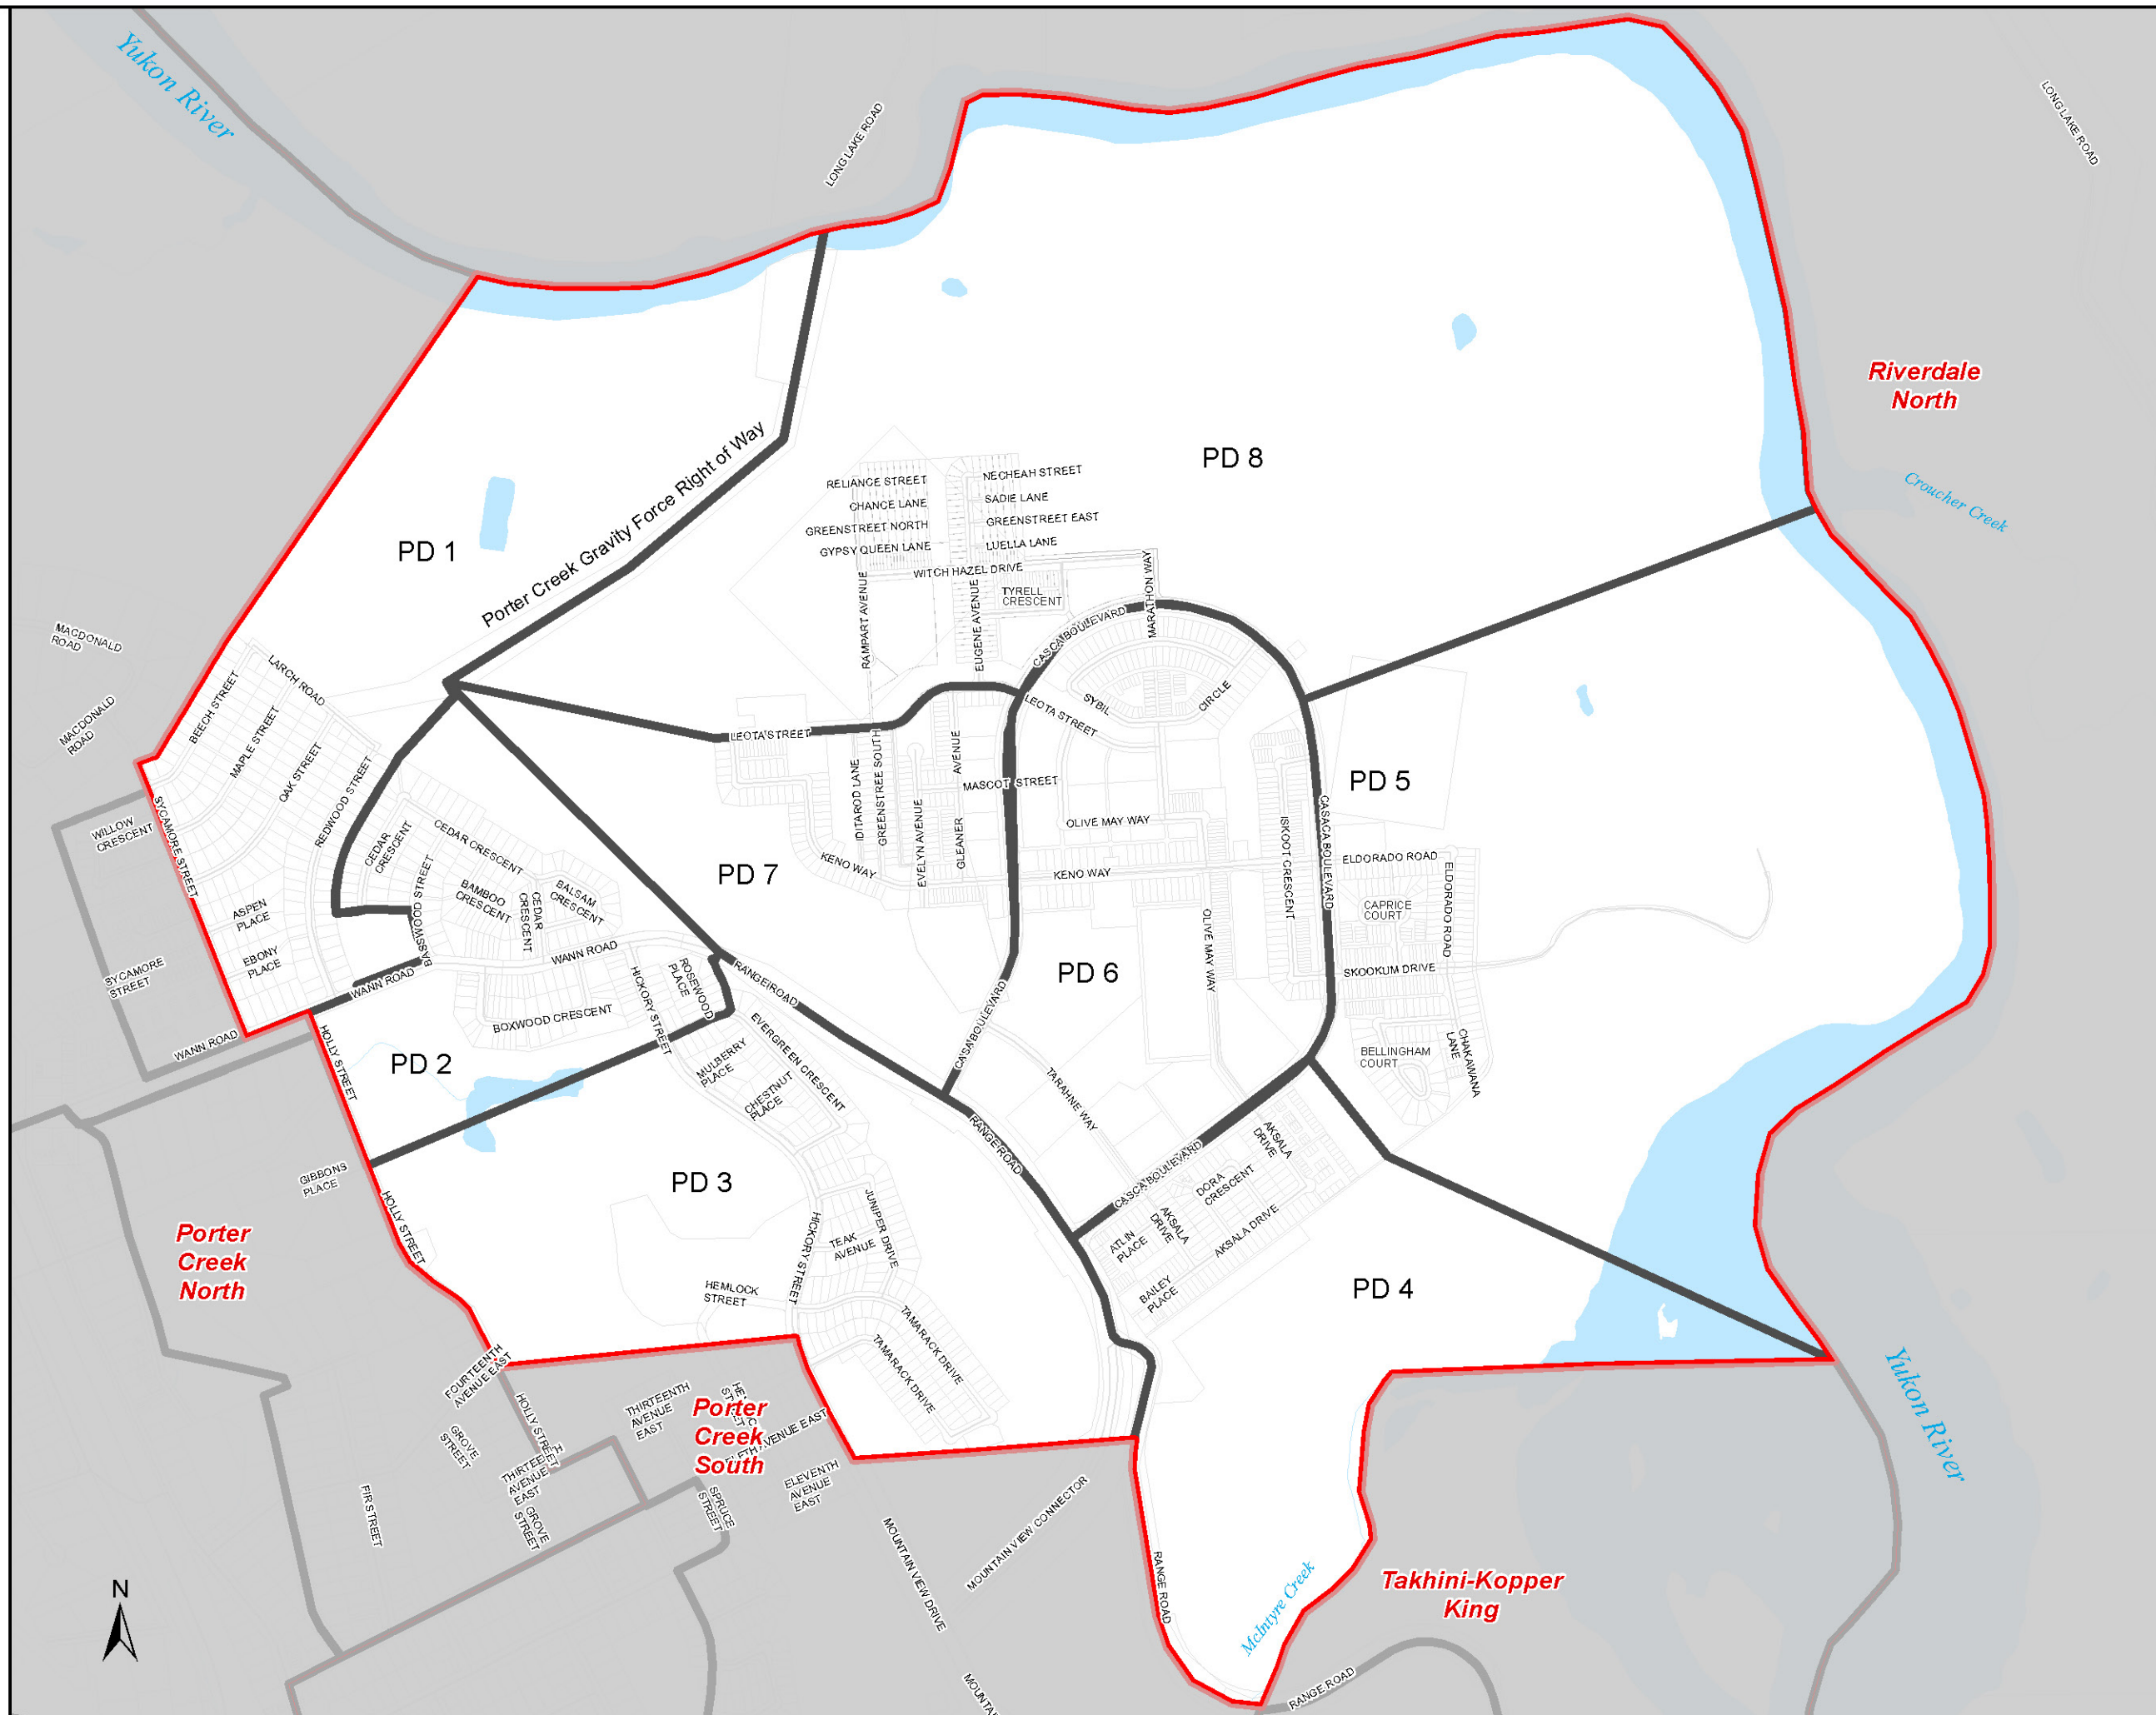 Yukon River
LONG LAKE ROAD
LONG LAKE ROAD
Riverdale
North
Croucher Creek
PD 8
PD 1
Porter Creek Gravity Force Right of Way
RELIANCE STREET
NECHEAH STREET
CHANCE LANE
SADIE LANE
GREENSTREET NORTH
GREENSTREET EAST
GYPSY QUEEN LANE
LUELLA LANE
WITCH HAZEL DRIVE
MARATHON WAY
RAMPART AVENUE
EUGENE AVENUE
TYRELL
CRESCENT
CASCA BOULEVARD
MACDONALD
ROAD
MACDONALD
ROAD
LARCH ROAD
BEECH STREET
MAPLE STREET
OAK STREET
REDWOOD STREET
SYCAMORE STREET
WILLOW
CRESCENT
SYBIL
CIRCLE
LEOTA STREET
LEOTA STREET
IDITAROD LANE
GREENSTREE SOUTH
EVELYN AVENUE
GLEANER
AVENUE
MASCOT STREET
OLIVE MAY WAY
PD 5
CASACA BOULEVARD
ISKOOT CRESCENT
CEDAR
CRESCENT
CEDAR CRESCENT
BASSWOOD STREET
BAMBOO
CRESCENT
CEDAR
CRESCENT
BALSAM
CRESCENT
PD 7
KENO WAY
KENO WAY
ELDORADO ROAD
ELDORADO ROAD
CAPRICE
COURT
OLIVE MAY WAY
ASPEN
PLACE
EBONY
PLACE
SYCAMORE
STREET
WANN ROAD
WANN ROAD
WANN ROAD
HICKORY STREET
ROSEWOOD
PLACE
RANGE ROAD
PD 6
SKOOKUM DRIVE
BOXWOOD CRESCENT
HOLLY STREET
PD 2
MULBERRY
PLACE
EVERGREEN CRESCENT
CHESTNUT
PLACE
CASA BOULEVARD
TARAHNE WAY
BELLINGHAM
COURT
CHAKAWANA
LANE
RANGE ROAD
CASCA BOULEVARD
AKSALA
DRIVE
DORA
CRESCENT
AKSALA
DRIVE
AKSALA DRIVE
ATLIN
PLACE
BAILEY
PLACE
GIBBONS
PLACE
HOLLY STREET
PD 3
JUNIPER DRIVE
TEAK
AVENUE
HICKORY STREET
HEMLOCK
STREET
TAMARACK DRIVE
TAMARACK DRIVE
PD 4
Porter
Creek
North
FOURTEENTH
AVENUE EAST
HOLLY STREET
GROVE
STREET
THIRTEENTH
AVENUE
EAST
THIRTEENTH
AVENUE
EAST
GROVE
STREET
Porter
Creek
South
AVENUE EAST
ELEVENTH
AVENUE
EAST
SPRUCE
STREET
FIR STREET
MOUNTAIN VIEW DRIVE
MOUNTAIN VIEW CONNECTOR
RANGE ROAD
McIntyre Creek
Takhini-Kopper
King
RANGE ROAD
Yukon River
N